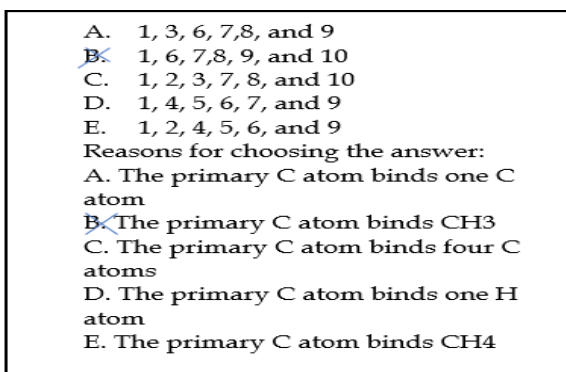 A. 1, 3, 6, 7,8, and 9
B. 1, 6, 7,8, 9, and 10
C. 1, 2, 3, 7, 8, and 10
D. 1, 4, 5, 6, 7, and 9
E. 1, 2, 4, 5, 6, and 9
Reasons for choosing the answer:
A. The primary C atom binds one C
atom
B. The primary C atom binds CH3
C. The primary C atom binds four C
atoms
D. The primary C atom binds one H
atom
E. The primary C atom binds CH4